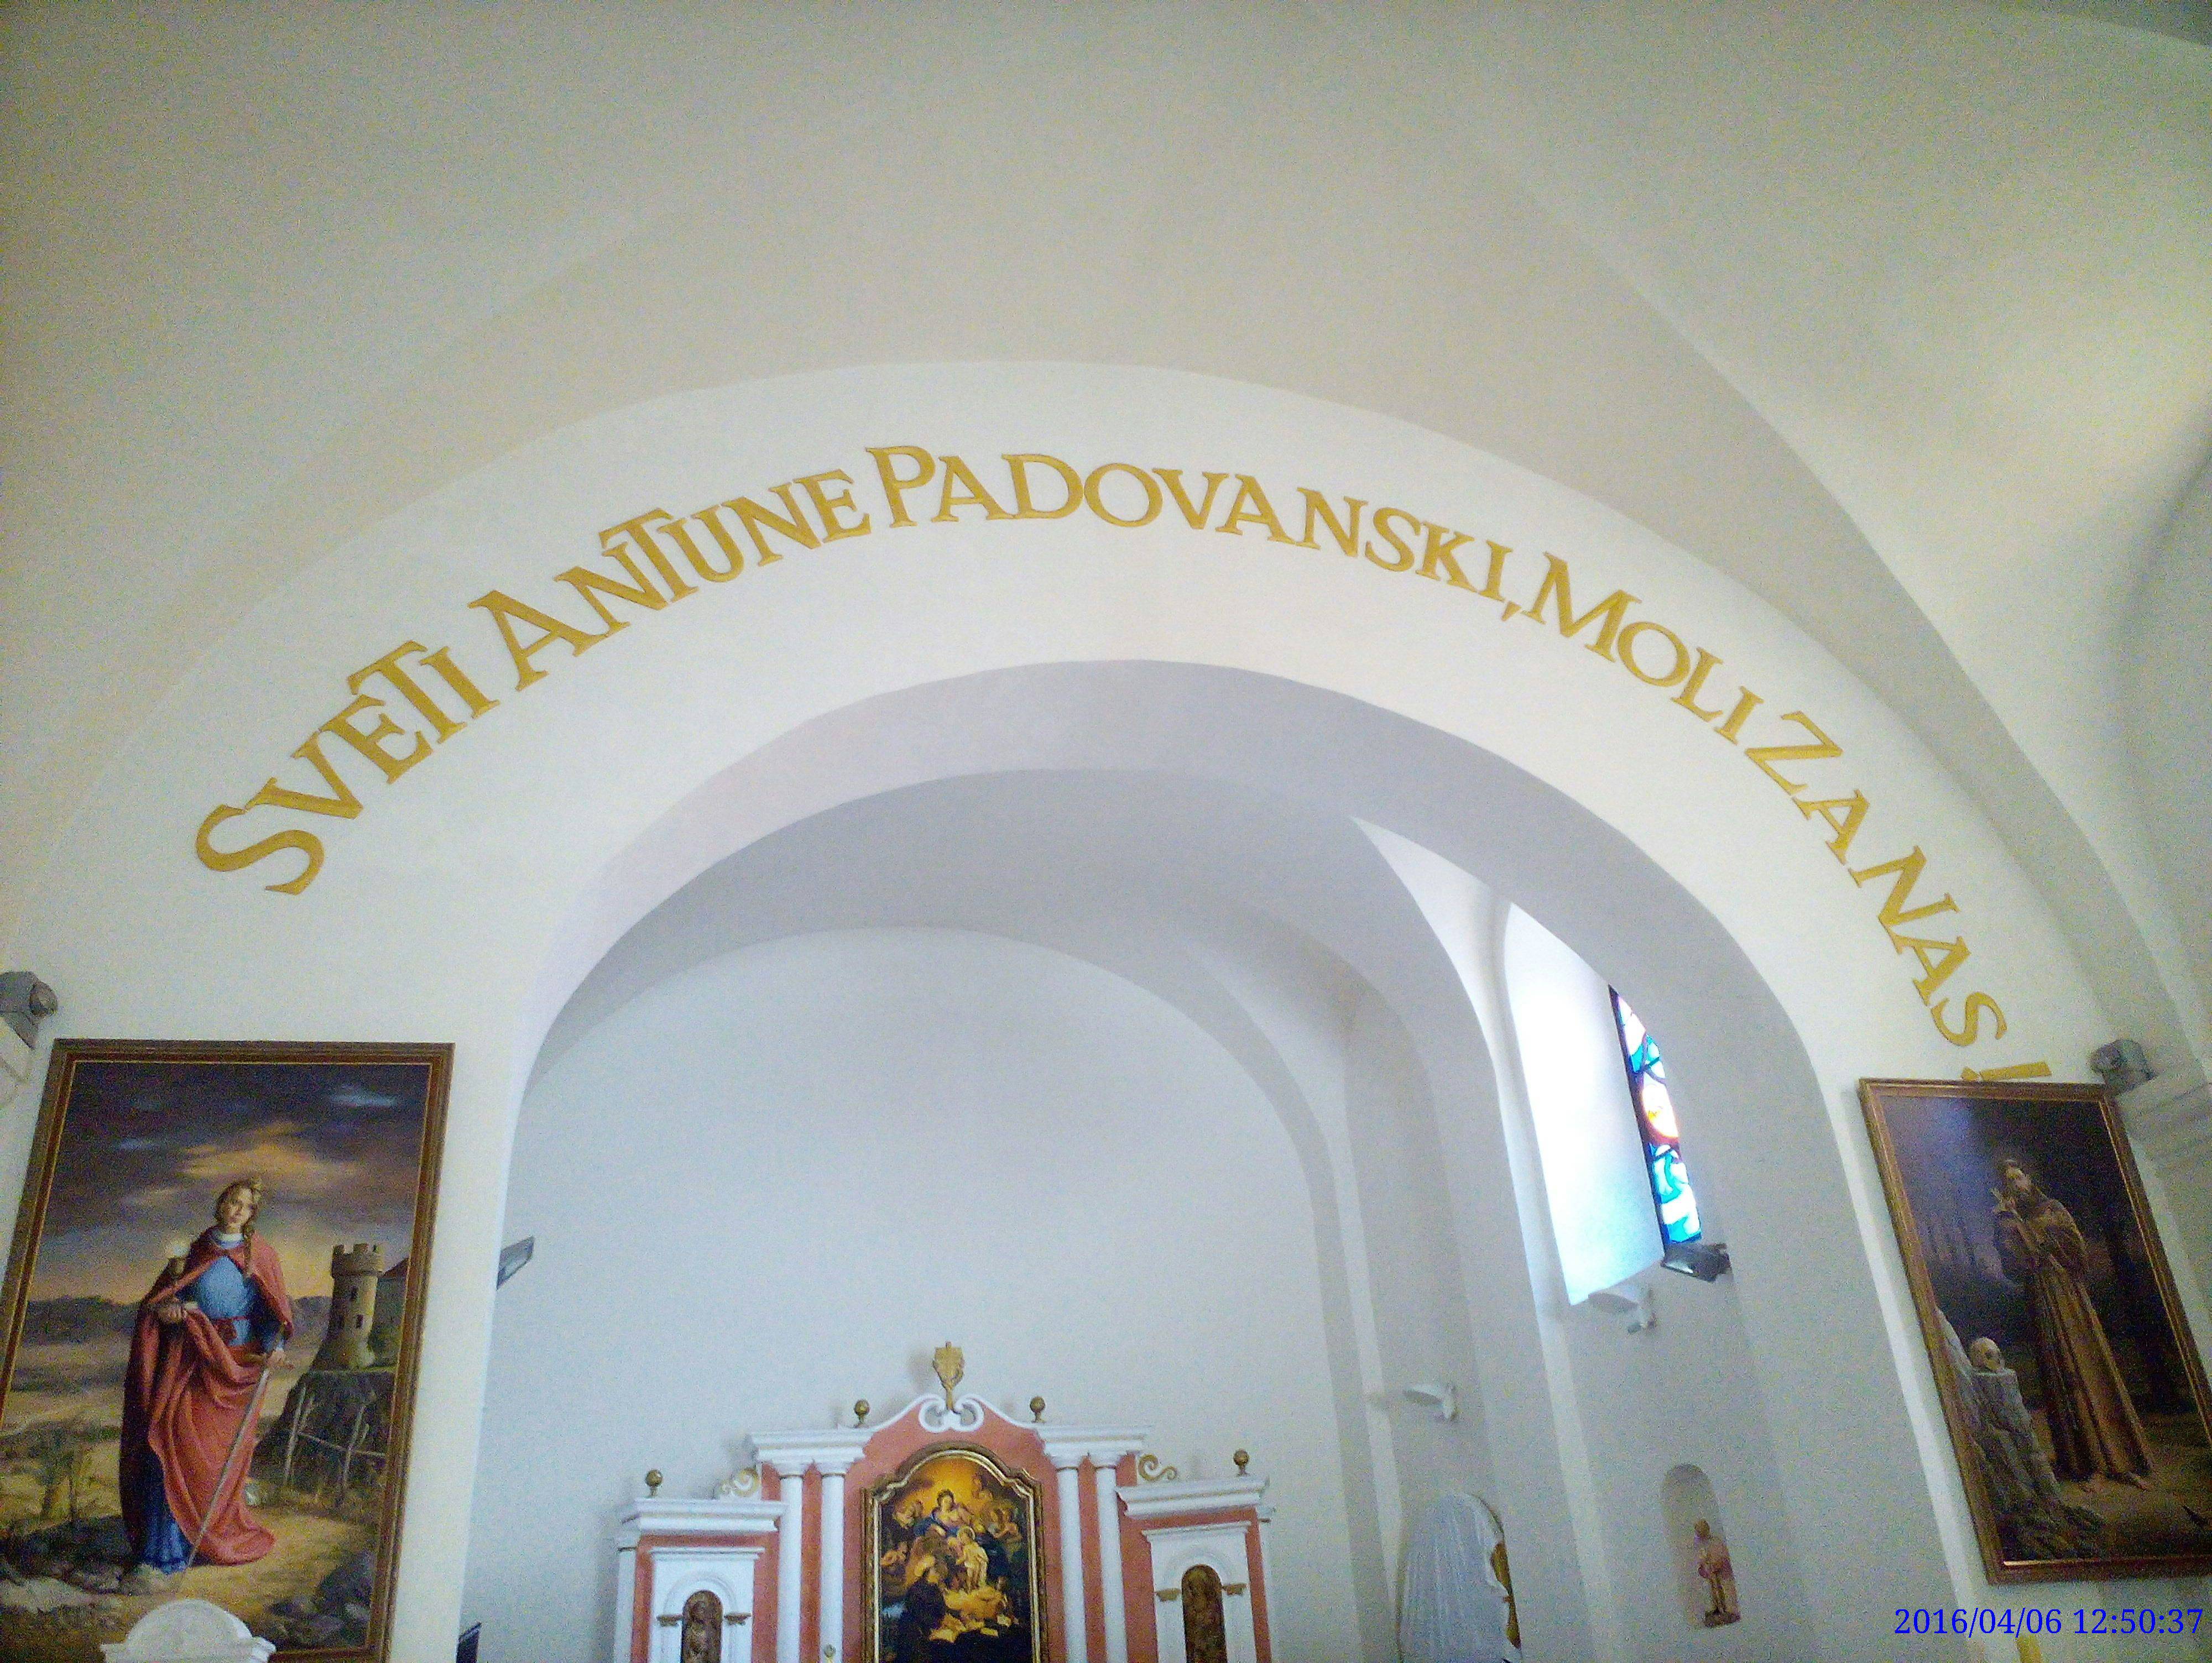 SVETI ANTUNE PADOVANSKI, MOLI ZA NAS!
2016/04/06 12:50:37